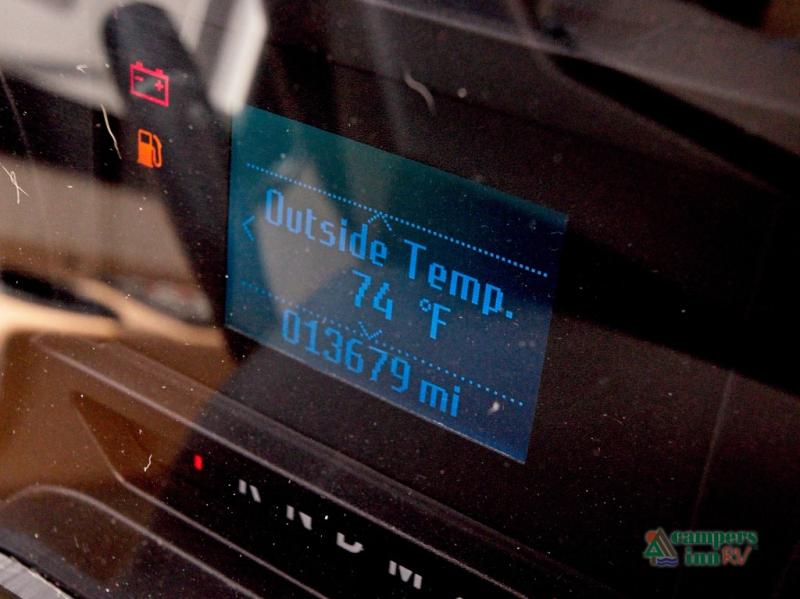 Outside Temp.
74 °F
013679 mi
R N D M
campers
inn RV